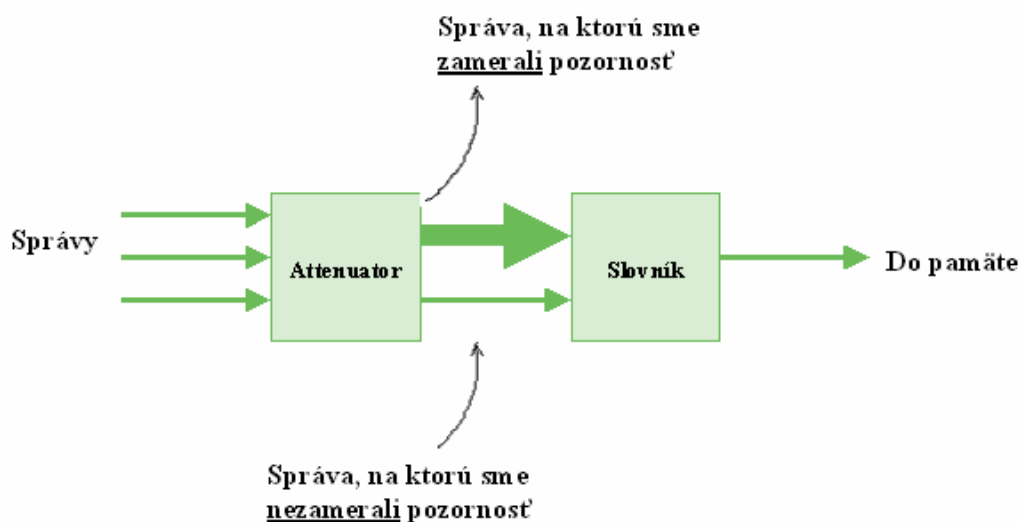 Správa, na ktorú sme
zamerali pozornosť
Správy
Attenuator
Slovník
Do pamäte
Správa, na ktorú sme
nezamerali pozornosť